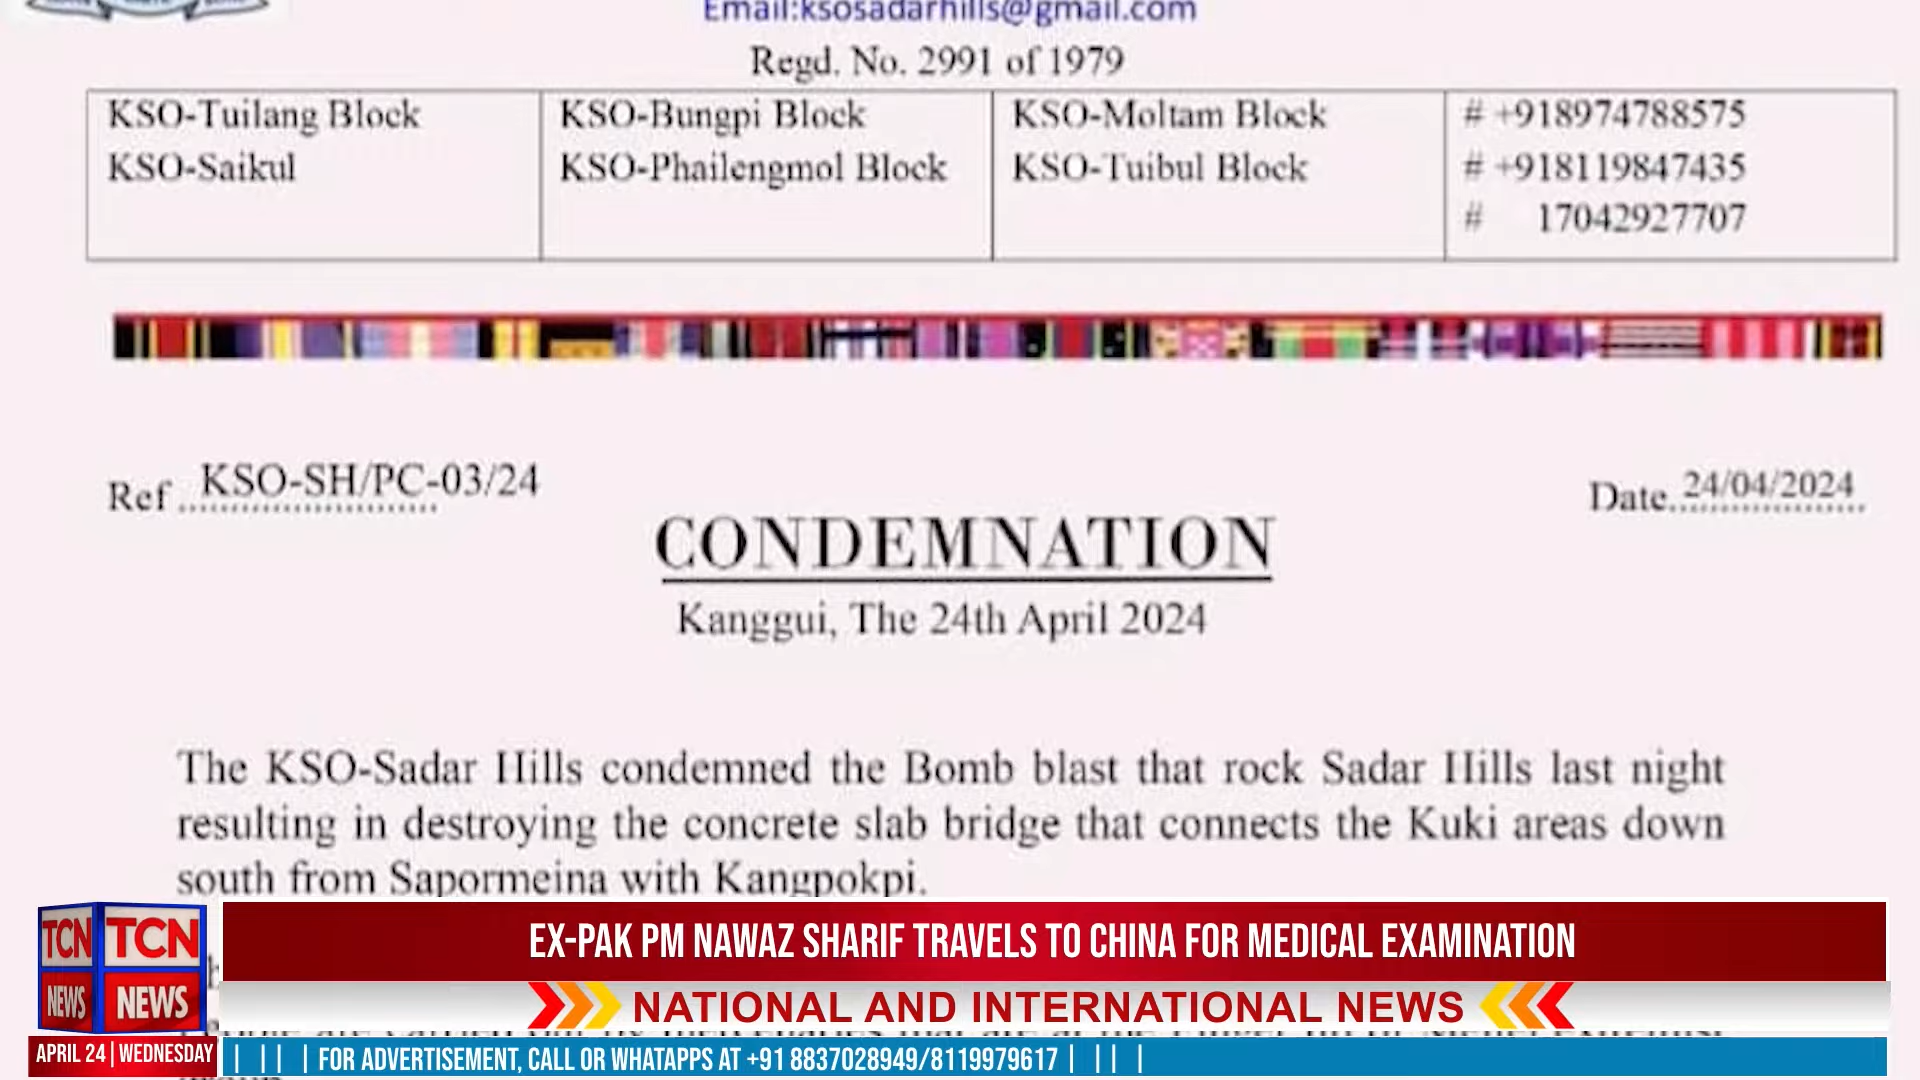 Email:ksosadarhills@gmail.com
Regd. No. 2991 of 1979
KSO-Tuilang Block KSO-Bungpi Block KSO-Moltam Block # +918974788575
KSO-Saikul KSO-Phailengmol Block KSO-Tuibul Block # +918119847435
# 17042927707
Ref KSO-SH/PC-03/24 Date 24/04/2024
CONDEMNATION
Kanggui, The 24th April 2024
The KSO-Sadar Hills condemned the Bomb blast that rock Sadar Hills last night
resulting in destroying the concrete slab bridge that connects the Kuki areas down
south from Sapormeina with Kangpokpi.
TCN TCN
NEWS NEWS
EX-PAK PM NAWAZ SHARIF TRAVELS TO CHINA FOR MEDICAL EXAMINATION
NATIONAL AND INTERNATIONAL NEWS
APRIL 24 | WEDNESDAY | | | | FOR ADVERTISEMENT, CALL OR WHATAPPS AT +91 8837028949/8119979617 | | | |